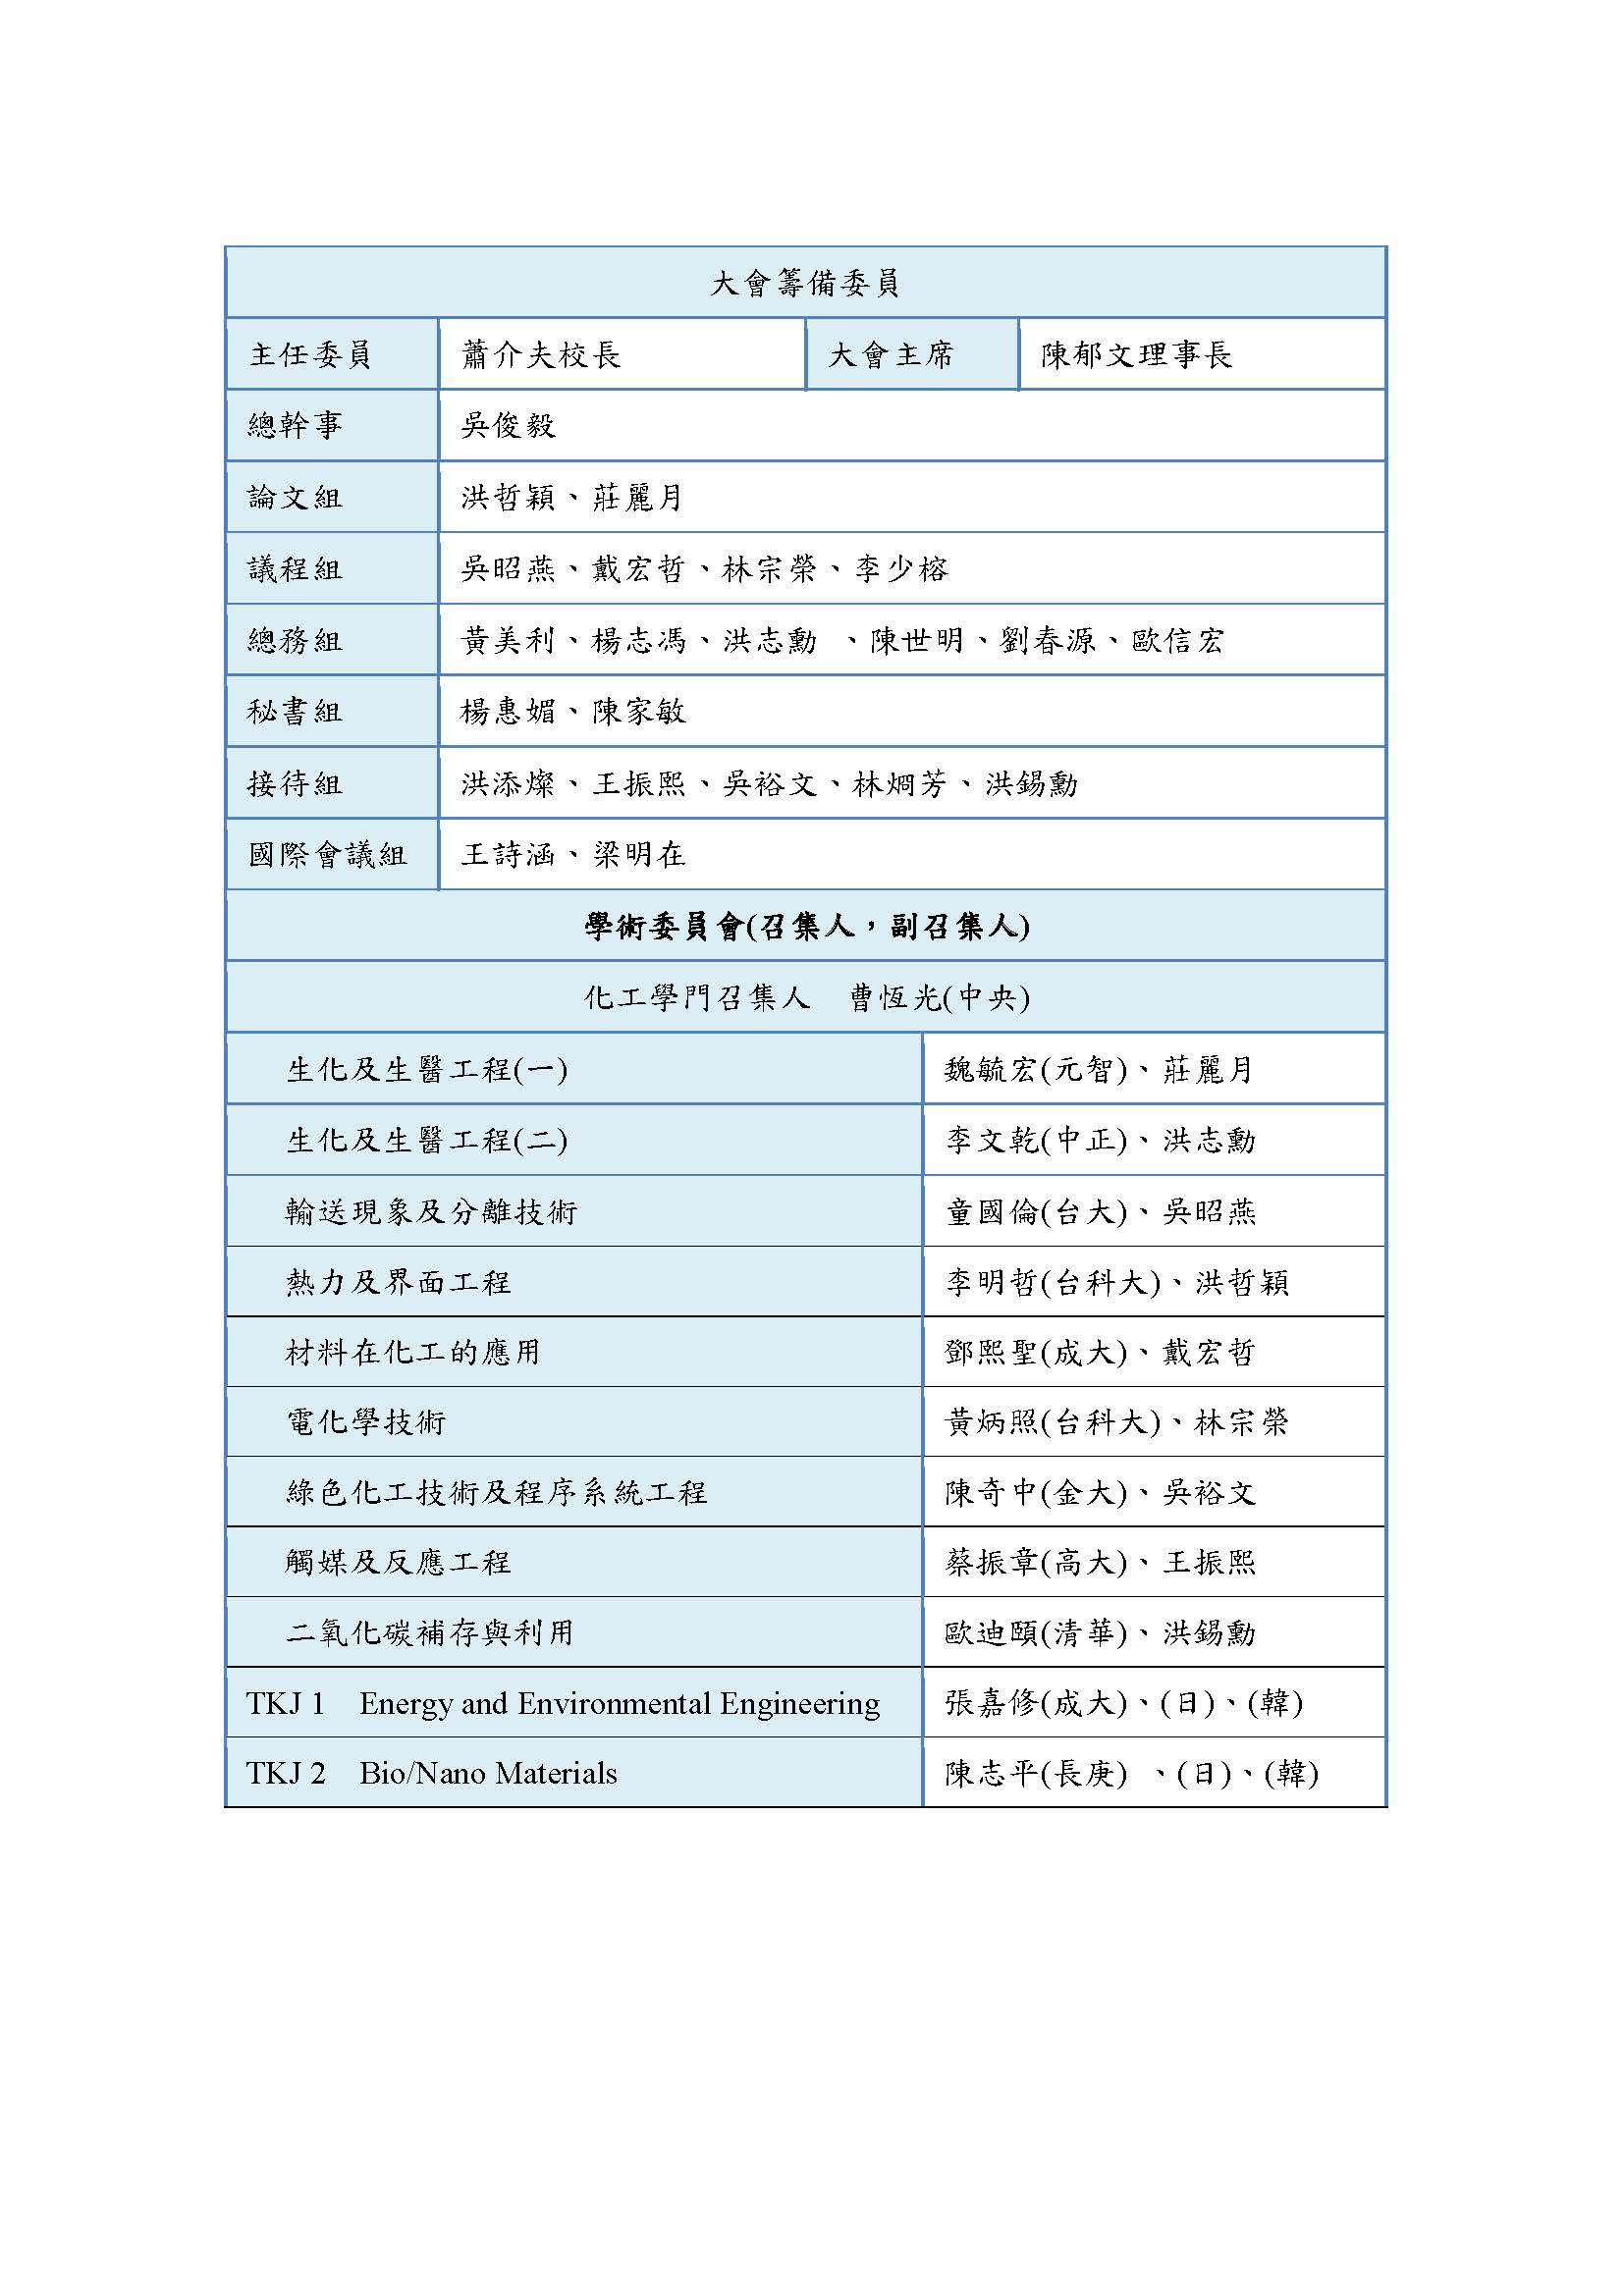 大會籌備委員
主任委員 蕭介夫校長 大會主席 陳郁文理事長
總幹事 吳俊毅
論文組 洪哲穎、莊麗月
議程組 吳昭燕、戴宏哲、林宗榮、李少榕
總務組 黃美利、楊志馮、洪志勳 、陳世明、劉春源、歐信宏
秘書組 楊惠媚、陳家敏
接待組 洪添燦、王振熙、吳裕文、林烱芳、洪錫勳
國際會議組 王詩涵、梁明在
學術委員會(召集人，副召集人)
化工學門召集人 曹恆光(中央)
生化及生醫工程(一) 魏毓宏(元智)、莊麗月
生化及生醫工程(二) 李文乾(中正)、洪志勳
輸送現象及分離技術 童國倫(台大)、吳昭燕
熱力及界面工程 李明哲(台科大)、洪哲穎
材料在化工的應用 鄧熙聖(成大)、戴宏哲
電化學技術 黃炳照(台科大)、林宗榮
綠色化工技術及程序系統工程 陳奇中(金大)、吳裕文
觸媒及反應工程 蔡振章(高大)、王振熙
二氧化碳補存與利用 歐迪頤(清華)、洪錫勳
TKJ 1 Energy and Environmental Engineering 張嘉修(成大)、(日)、(韓)
TKJ 2 Bio/Nano Materials 陳志平(長庚) 、(日)、(韓)